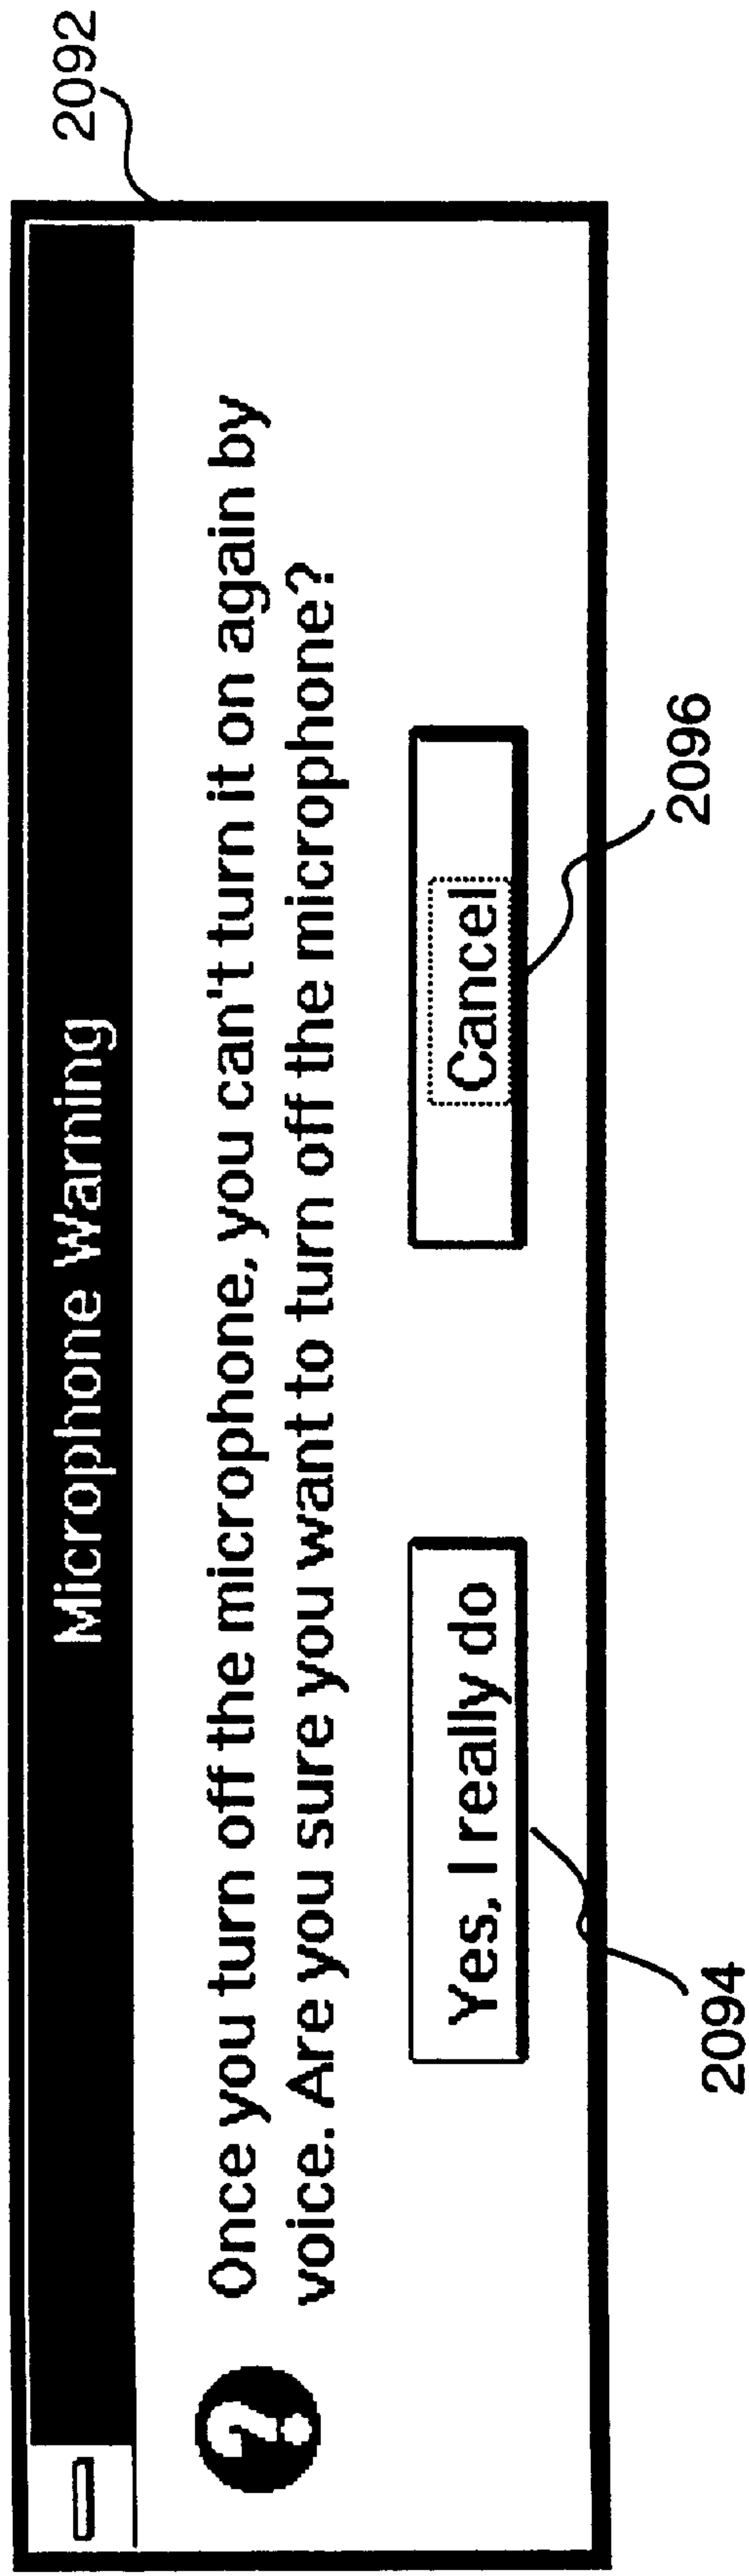 2092
Microphone Warning
Once you turn off the microphone, you can't turn it on again by
voice. Are you sure you want to turn off the microphone?
Yes, I really do
Cancel
2094
2096